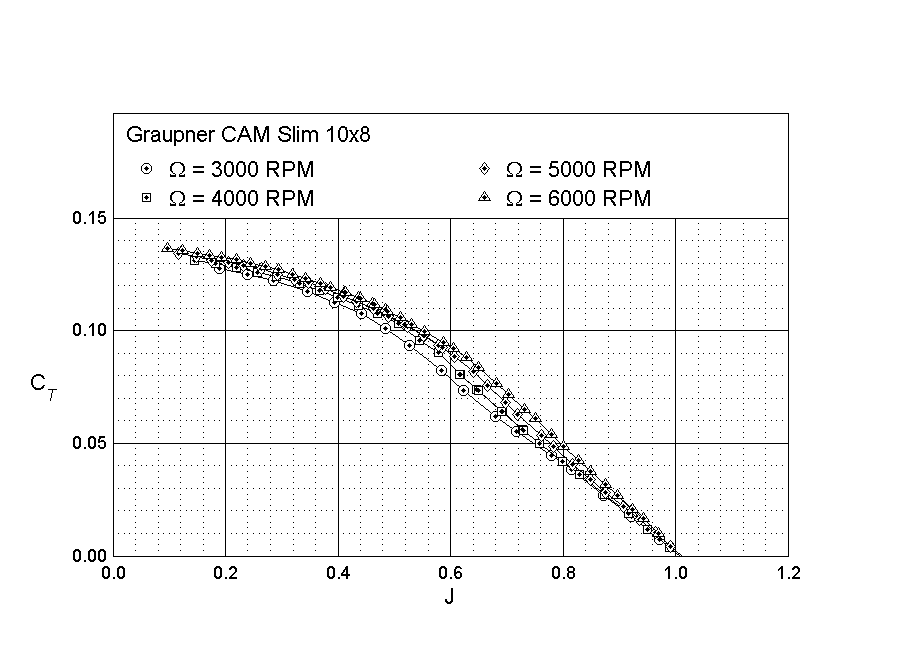 Graupner CAM Slim 10x8
Ω = 3000 RPM
Ω = 5000 RPM
Ω = 4000 RPM
Ω = 6000 RPM
0.15
0.10
C_T
0.05
0.00
0.0 0.2 0.4 0.6 0.8 1.0 1.2
J